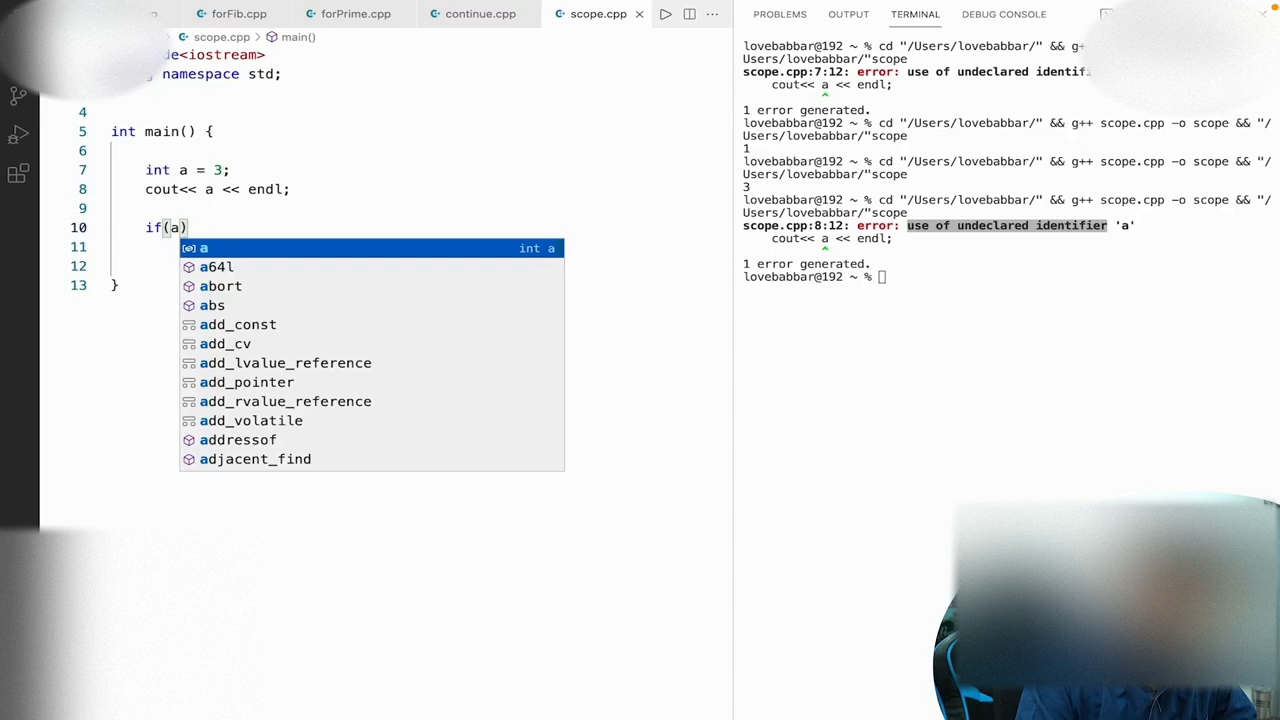 p forFib.cpp forPrime.cpp continue.cpp scope.cpp
scope.cpp > main()
de<iostream>
namespace std;
4
5 int main() {
6
7 int a = 3;
8 cout<< a << endl;
9
10 if(a)
11
12
13 }
a int a
a64l
abort
abs
add_const
add_cv
add_lvalue_reference
add_pointer
add_rvalue_reference
add_volatile
addressof
adjacent_find
PROBLEMS OUTPUT TERMINAL DEBUG CONSOLE
lovebabbar@192 ~ % cd "/Users/lovebabbar/" && g+
Users/lovebabbar/"scope
scope.cpp:7:12: error: use of undeclared identif
cout<< a << endl;
^
1 error generated.
lovebabbar@192 ~ % cd "/Users/lovebabbar/" && g++ scope.cpp -o scope && "/
Users/lovebabbar/"scope
1
lovebabbar@192 ~ % cd "/Users/lovebabbar/" && g++ scope.cpp -o scope && "/
Users/lovebabbar/"scope
3
lovebabbar@192 ~ % cd "/Users/lovebabbar/" && g++ scope.cpp -o scope && "/
Users/lovebabbar/"scope
scope.cpp:8:12: error: use of undeclared identifier 'a'
cout<< a << endl;
^
1 error generated.
lovebabbar@192 ~ %